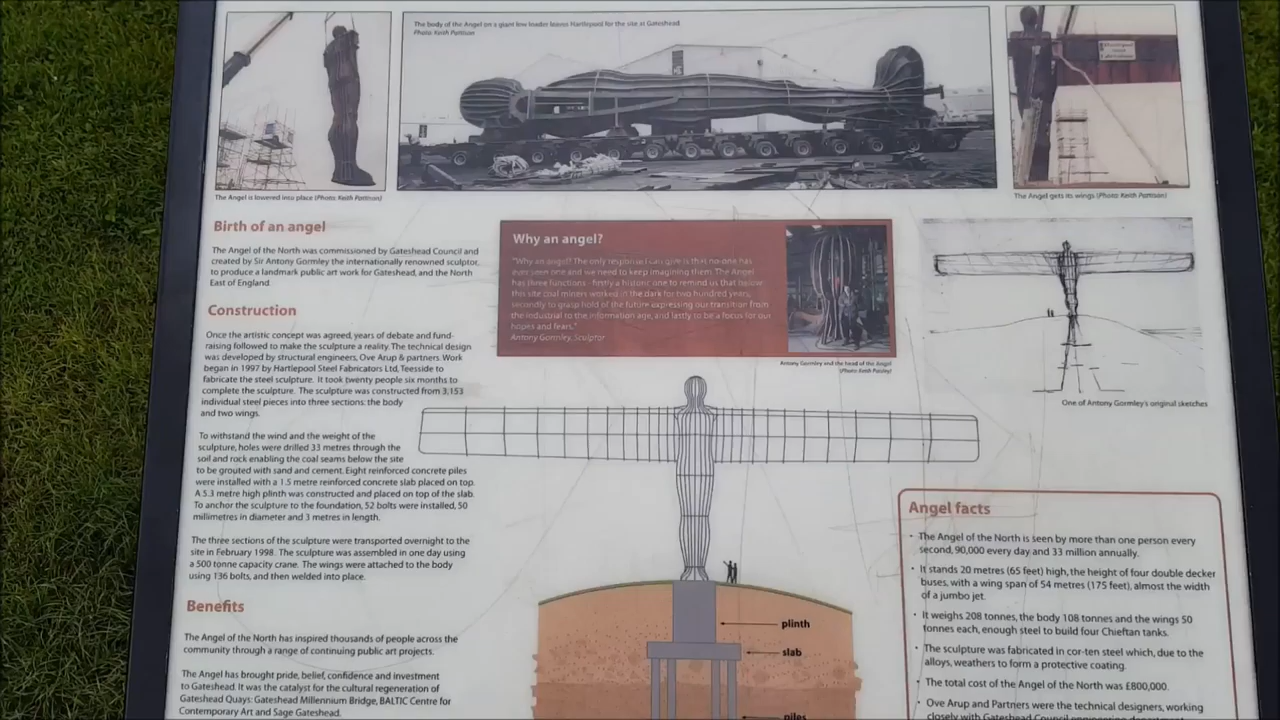 The body of the Angel on a giant low loader leaves Hartlepool for the site at Gateshead.
Photo: Keith Pattison
The Angel is lowered into place (Photo: Keith Pattison)
The Angel gets its wings (Photo: Keith Pattison)
Birth of an angel
The Angel of the North was commissioned by Gateshead Council and
created by Sir Antony Gormley the internationally renowned sculptor,
to produce a landmark public art work for Gateshead, and the North
East of England.
Construction
Once the artistic concept was agreed, years of debate and fund-
raising followed to make the sculpture a reality. The technical design
was developed by structural engineers, Ove Arup & partners. Work
began in 1997 by Hartlepool Steel Fabricators Ltd, Teesside to
fabricate the steel sculpture. It took twenty people six months to
complete the sculpture. The sculpture was constructed from 3,153
individual steel pieces into three sections: the body
and two wings.
To withstand the wind and the weight of the
sculpture, holes were drilled 33 metres through the
soil and rock enabling the coal seams below the site
to be grouted with sand and cement. Eight reinforced concrete piles
were installed with a 1.5 metre reinforced concrete slab placed on top.
A 5.3 metre high plinth was constructed and placed on top of the slab.
To anchor the sculpture to the foundation, 52 bolts were installed, 50
millimetres in diameter and 3 metres in length.
The three sections of the sculpture were transported overnight to the
site in February 1998. The sculpture was assembled in one day using
a 500 tonne capacity crane. The wings were attached to the body
using 136 bolts, and then welded into place.
Benefits
The Angel of the North has inspired thousands of people across the
community through a range of continuing public art projects.
The Angel has brought pride, belief, confidence and investment
to Gateshead. It was the catalyst for the cultural regeneration of
Gateshead Quays: Gateshead Millennium Bridge, BALTIC Centre for
Contemporary Art and Sage Gateshead.
Why an angel?
"Why an angel? The only response I can give is that no-one has
ever seen one and we need to keep imagining them. The Angel
has three functions - firstly a historic one to remind us that below
this site coal miners worked in the dark for two hundred years,
secondly to grasp hold of the future expressing our transition from
the industrial to the information age, and lastly to be a focus for our
hopes and fears."
Antony Gormley, Sculptor
Antony Gormley and the head of the Angel
(Photo: Keith Paisley)
One of Antony Gormley's original sketches
plinth
slab
piles
Angel facts
• The Angel of the North is seen by more than one person every
second, 90,000 every day and 33 million annually.
• It stands 20 metres (65 feet) high, the height of four double decker
buses, with a wing span of 54 metres (175 feet), almost the width
of a jumbo jet.
• It weighs 208 tonnes, the body 108 tonnes and the wings 50
tonnes each, enough steel to build four Chieftan tanks.
• The sculpture was fabricated in cor-ten steel which, due to the
alloys, weathers to form a protective coating.
• The total cost of the Angel of the North was £800,000.
• Ove Arup and Partners were the technical designers, working
closely with Gateshead Council engineering